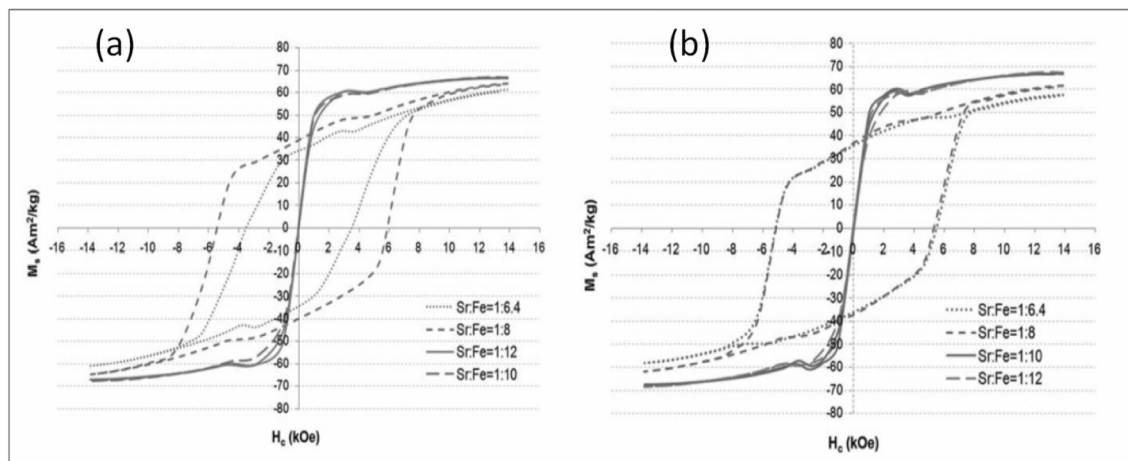 (a)
80
70
60
50
40
30
20
10
0
-10
-20
-30
-40
-50
-60
-70
-80
-16 -14 -12 -10 -8 -6 -4 -2 0 2 4 6 8 10 12 14 16
Ms (Am²/kg)
Hc (kOe)
Sr:Fe=1:6.4
Sr:Fe=1:8
Sr:Fe=1:12
Sr:Fe=1:10
(b)
80
70
60
50
40
30
20
10
0
-10
-20
-30
-40
-50
-60
-70
-80
-16 -14 -12 -10 -8 -6 -4 -2 0 2 4 6 8 10 12 14 16
Ms (Am²/kg)
Hc (kOe)
Sr:Fe=1:6.4
Sr:Fe=1:8
Sr:Fe=1:10
Sr:Fe=1:12